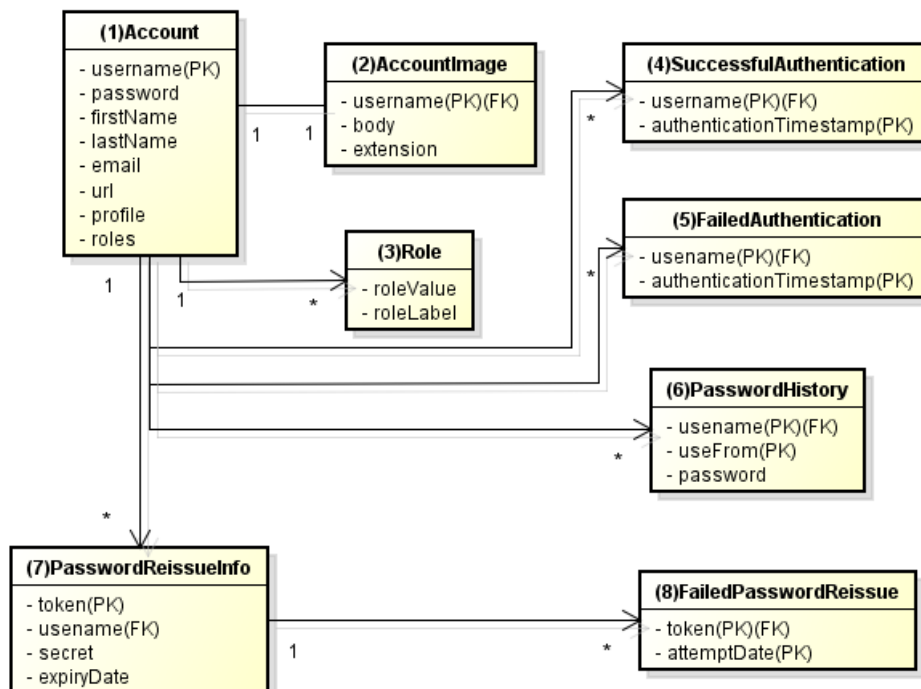 (1)Account
- username(PK)
- password
- firstName
- lastName
- email
- url
- profile
- roles
(2)AccountImage
- username(PK)(FK)
- body
- extension
1
1
(3)Role
- roleValue
- roleLabel
1
1
*
(4)SuccessfulAuthentication
- username(PK)(FK)
- authenticationTimestamp(PK)
*
(5)FailedAuthentication
- usename(PK)(FK)
- authenticationTimestamp(PK)
*
(6)PasswordHistory
- usename(PK)(FK)
- useFrom(PK)
- password
*
*
(7)PasswordReissueInfo
- token(PK)
- usename(FK)
- secret
- expiryDate
1
*
(8)FailedPasswordReissue
- token(PK)(FK)
- attemptDate(PK)